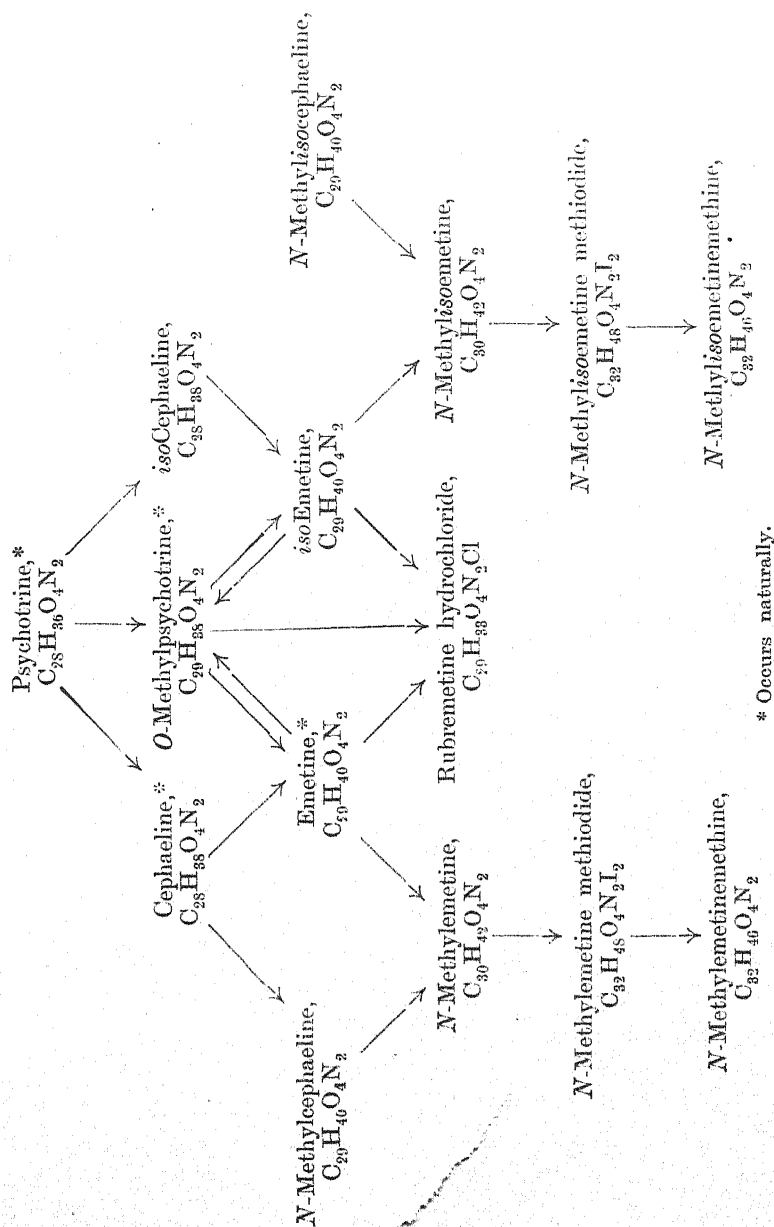 Psychotrine,*
C28H36O4N2
Cephaeline,*
C28H38O4N2
O-Methylpsychotrine,*
C29H38O4N2
isoCephaeline,
C28H38O4N2
N-Methylcephaeline,
C29H40O4N2
Emetine,*
C29H40O4N2
isoEmetine,
C29H40O4N2
N-Methylisocephaeline,
C29H40O4N2
N-Methylemetine,
C30H42O4N2
Rubremetine hydrochloride,
C29H33O4N2Cl
N-Methylisoemetine,
C30H42O4N2
N-Methylemetine methiodide,
C32H48O4N2I2
N-Methylisoemetine methiodide,
C32H48O4N2I2
N-Methylemetinemethine,
C32H46O4N2
N-Methylisoemetinemethine,
C32H46O4N2
* Occurs naturally.